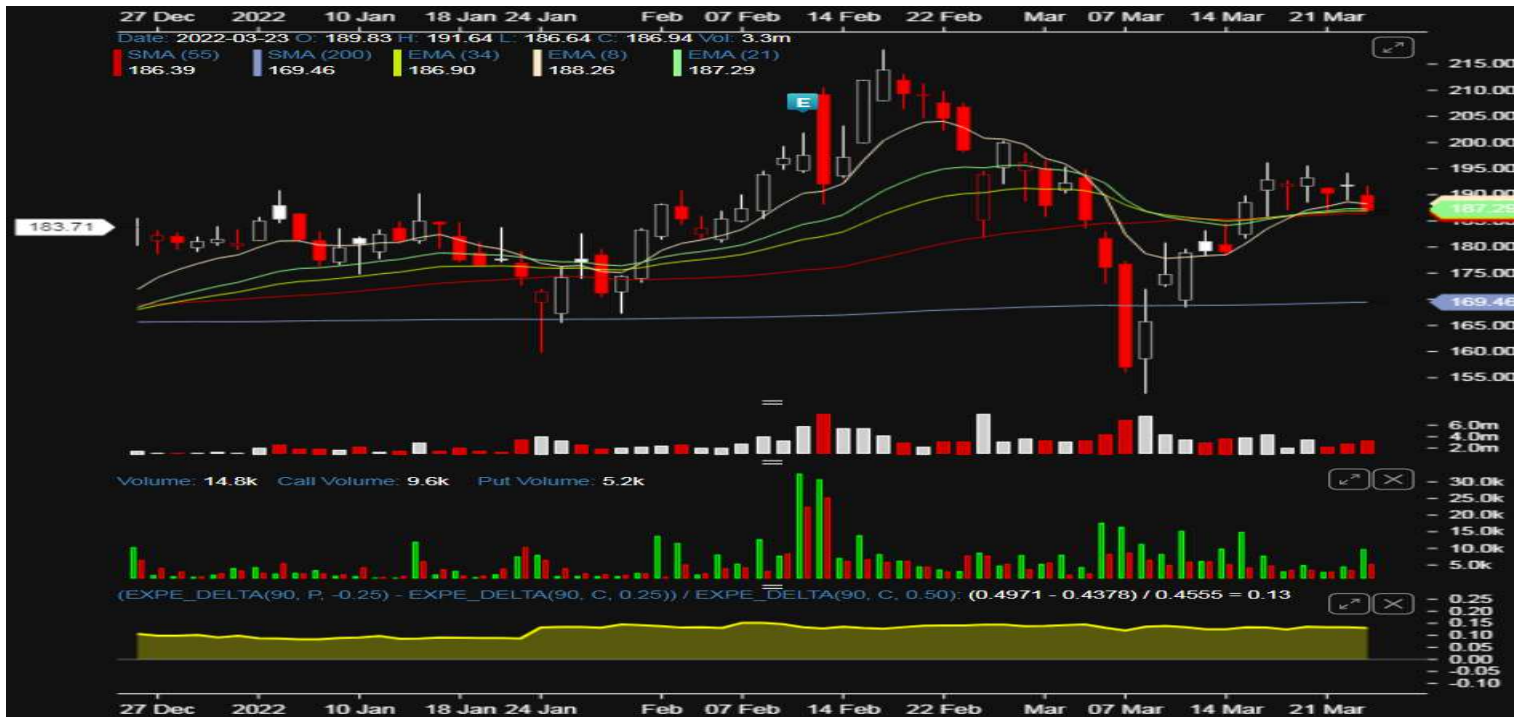 27 Dec 2022 10 Jan 18 Jan 24 Jan Feb 07 Feb 14 Feb 22 Feb Mar 07 Mar 14 Mar 21 Mar
Date: 2022-03-23 O: 189.83 H: 191.64 L: 186.64 C: 186.94 Vol: 3.3m
SMA (55) SMA (200) EMA (34) EMA (8) EMA (21)
186.39 169.46 186.90 188.26 187.29
215.00
210.00
E
205.00
200.00
195.00
190.00
187.29
183.71
180.00
175.00
169.46
165.00
160.00
155.00
6.0m
4.0m
2.0m
Volume: 14.8k Call Volume: 9.6k Put Volume: 5.2k
30.0k
25.0k
20.0k
15.0k
10.0k
5.0k
(EXPE_DELTA(90, P, -0.25) - EXPE_DELTA(90, C, 0.25)) / EXPE_DELTA(90, C, 0.50): (0.4971 - 0.4378) / 0.4555 = 0.13
0.25
0.20
0.15
0.10
0.05
0.00
-0.05
-0.10
27 Dec 2022 10 Jan 18 Jan 24 Jan Feb 07 Feb 14 Feb 22 Feb Mar 07 Mar 14 Mar 21 Mar